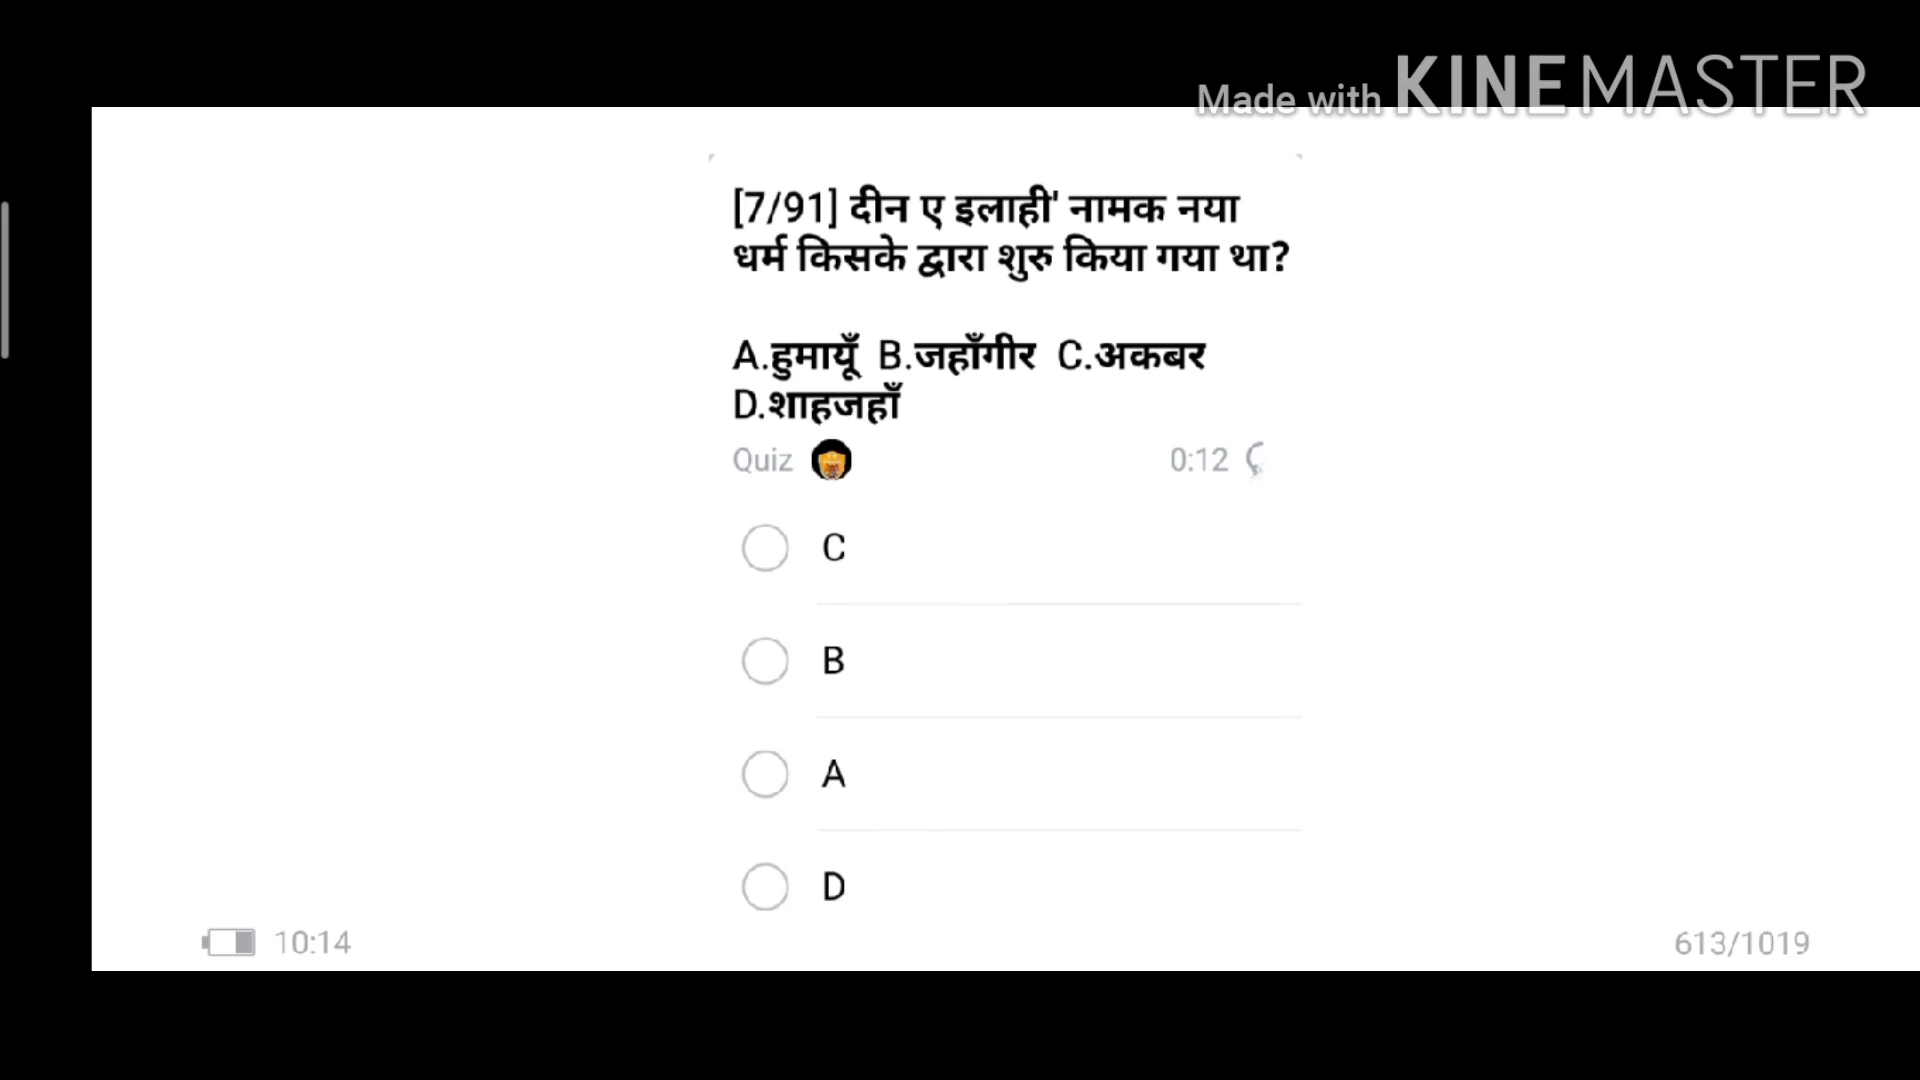 Made with KINEMASTER
[7/91] दीन ए इलाही' नामक नया
धर्म किसके द्वारा शुरु किया गया था?
A.हुमायूँ B.जहाँगीर C.अकबर
D.शाहजहाँ
Quiz 0:12
C
B
A
D
10:14
613/1019